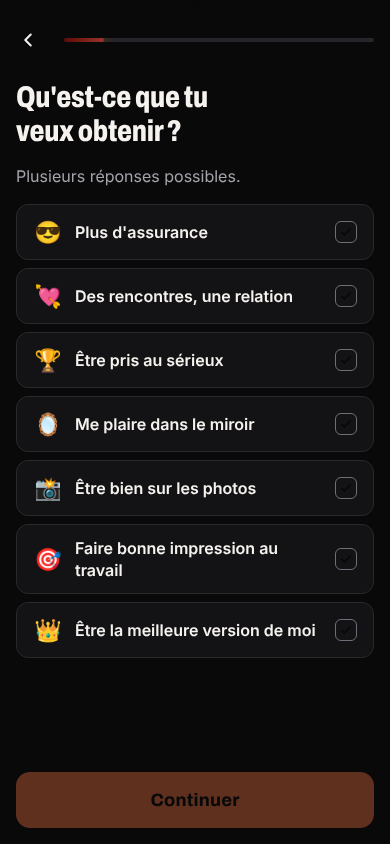 Qu'est-ce que tu
veux obtenir ?
Plusieurs réponses possibles.
Plus d'assurance
Des rencontres, une relation
Être pris au sérieux
Me plaire dans le miroir
Être bien sur les photos
Faire bonne impression au
travail
Être la meilleure version de moi
Continuer